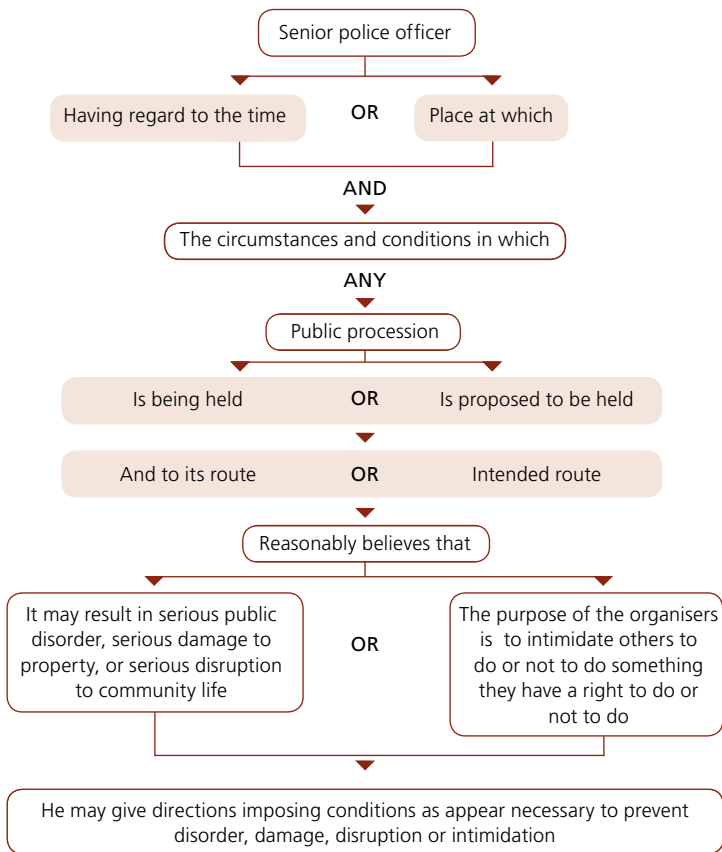 Senior police officer
Having regard to the time OR Place at which
AND
The circumstances and conditions in which
ANY
Public procession
Is being held OR Is proposed to be held
And to its route OR Intended route
Reasonably believes that
It may result in serious public
disorder, serious damage to
property, or serious disruption
to community life
OR
The purpose of the organisers
is to intimidate others to
do or not to do something
they have a right to do or
not to do
He may give directions imposing conditions as appear necessary to prevent
disorder, damage, disruption or intimidation